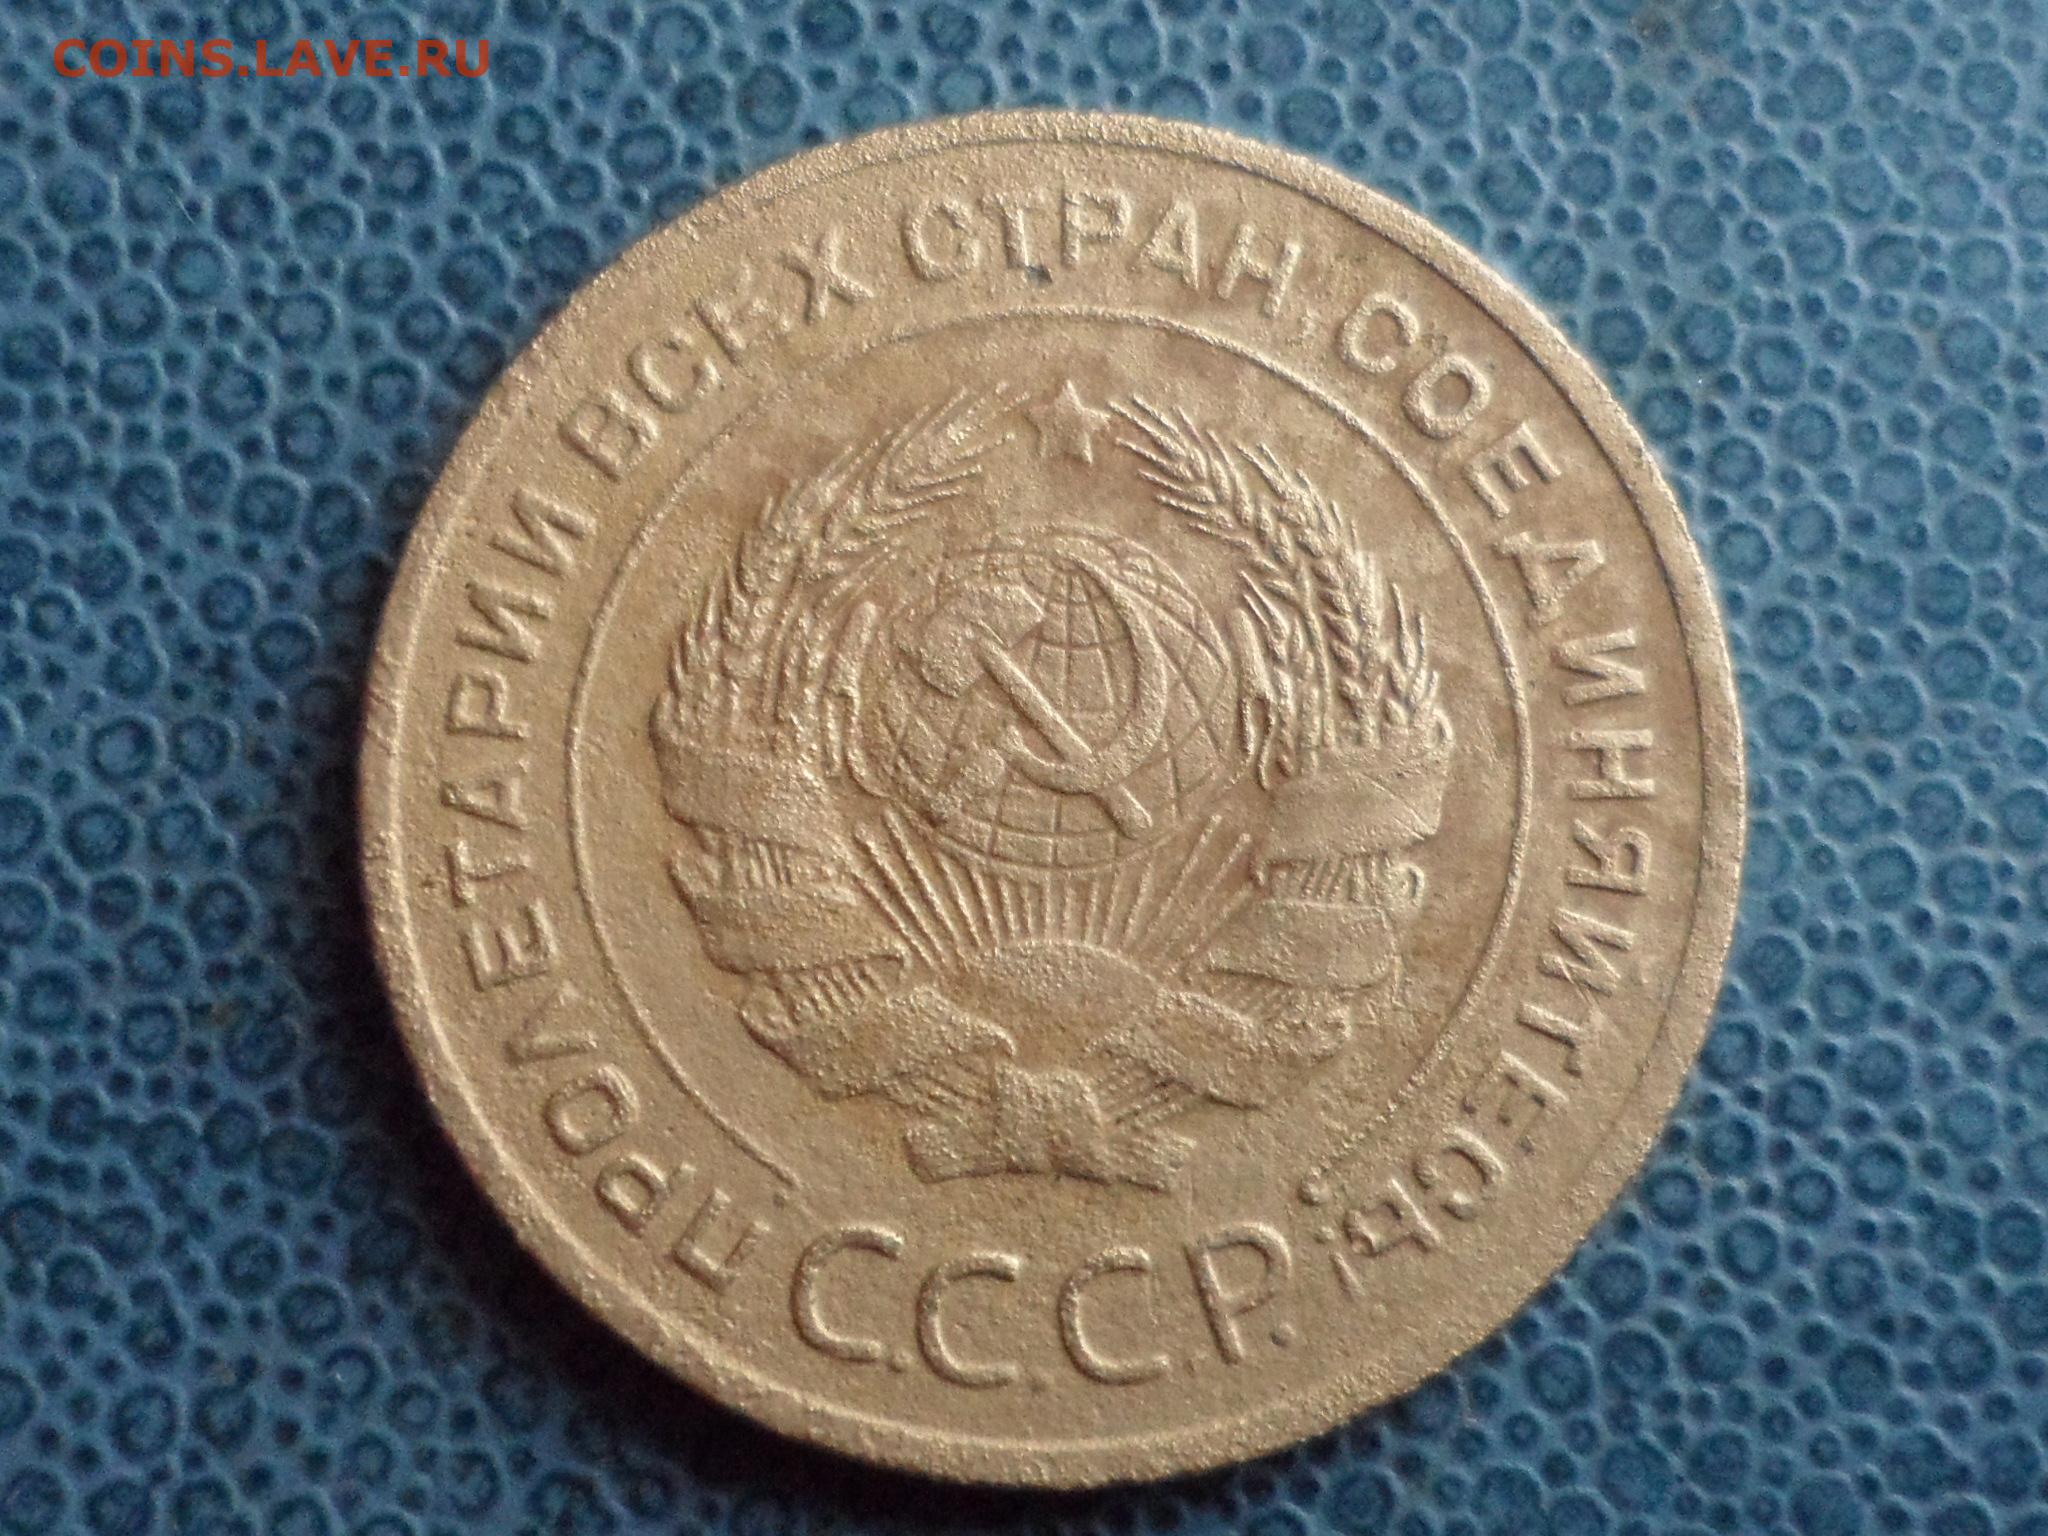 COINS.LAVE.RU
ПРОЛЕТАРИИ ВСЕХ СТРАН, СОЕДИНЯЙТЕСЬ!
С.С.С.Р.